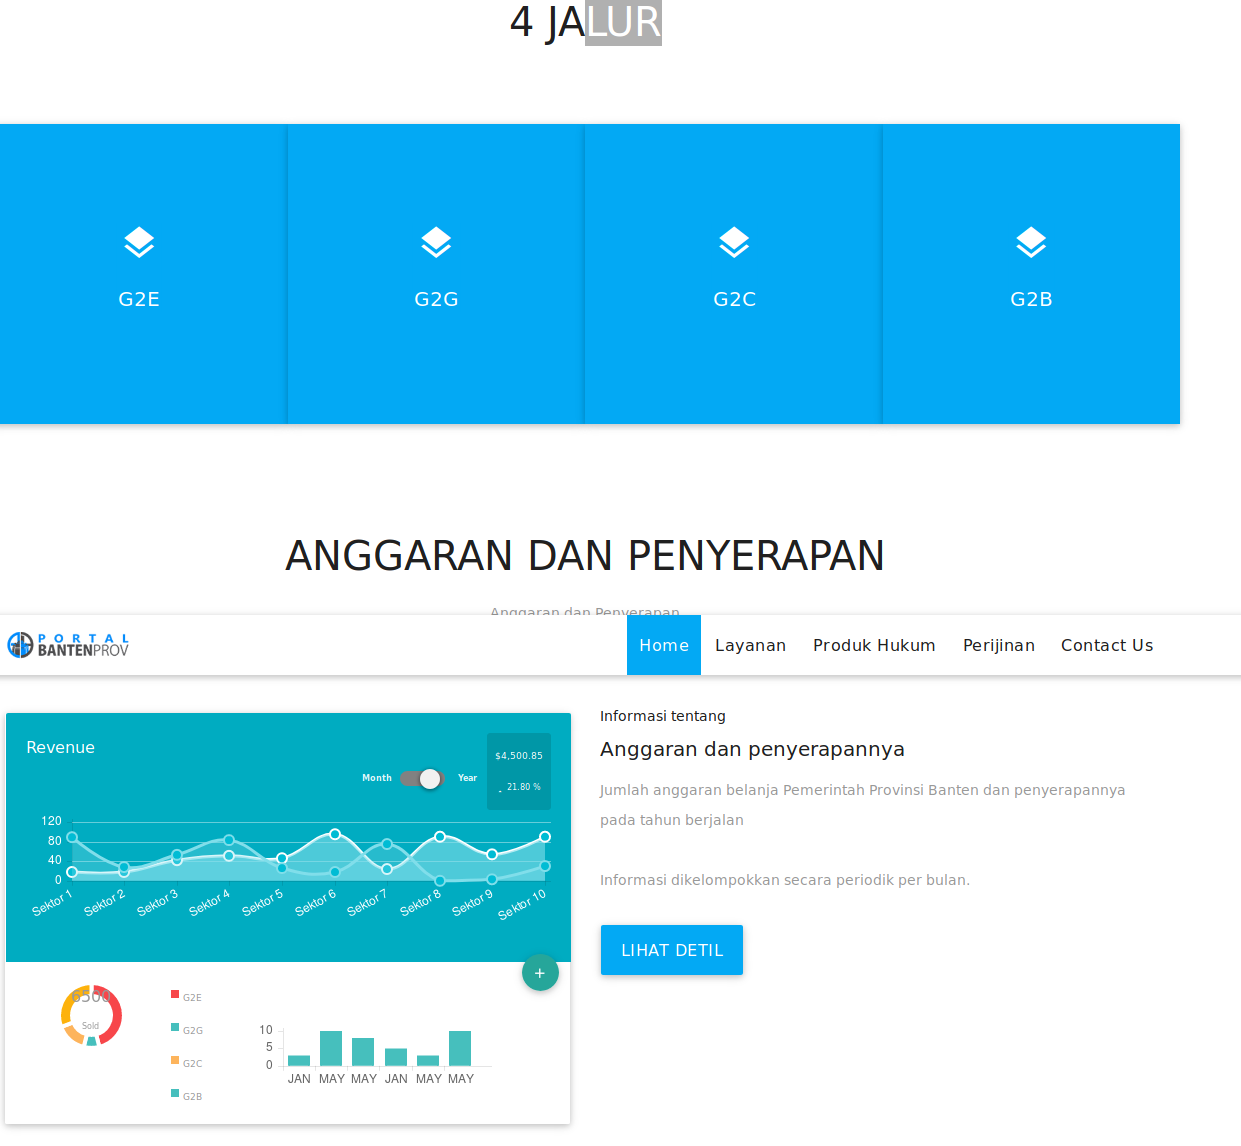 4 JALUR
G2E
G2G
G2C
G2B
ANGGARAN DAN PENYERAPAN
Anggaran dan Penyerapan
PORTAL
BANTENPROV
Home
Layanan
Produk Hukum
Perijinan
Contact Us
Revenue
Month
Year
$4,500.85
- 21.80 %
120
80
40
0
Sektor 1
Sektor 2
Sektor 3
Sektor 4
Sektor 5
Sektor 6
Sektor 7
Sektor 8
Sektor 9
Sektor 10
+
6500
Sold
G2E
G2G
G2C
G2B
10
5
0
JAN
MAY
MAY
JAN
MAY
MAY
Informasi tentang
Anggaran dan penyerapannya
Jumlah anggaran belanja Pemerintah Provinsi Banten dan penyerapannya
pada tahun berjalan
Informasi dikelompokkan secara periodik per bulan.
LIHAT DETIL